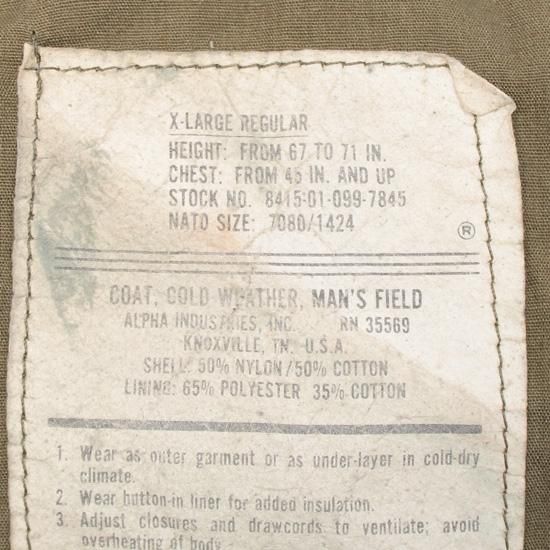 X-LARGE REGULAR
HEIGHT: FROM 67 TO 71 IN.
CHEST: FROM 45 IN. AND UP
STOCK NO. 8415-01-099-7845
NATO SIZE: 7080/1424
®
COAT, COLD WEATHER, MAN'S FIELD
ALPHA INDUSTRIES, INC. RN 35569
KNOXVILLE, TN. U.S.A.
SHELL: 50% NYLON/50% COTTON
LINING: 65% POLYESTER 35% COTTON
1. Wear as outer garment or as under-layer in cold-dry
climate.
2. Wear button-in liner for added insulation.
3. Adjust closures and drawcords to ventilate; avoid
overheating of body